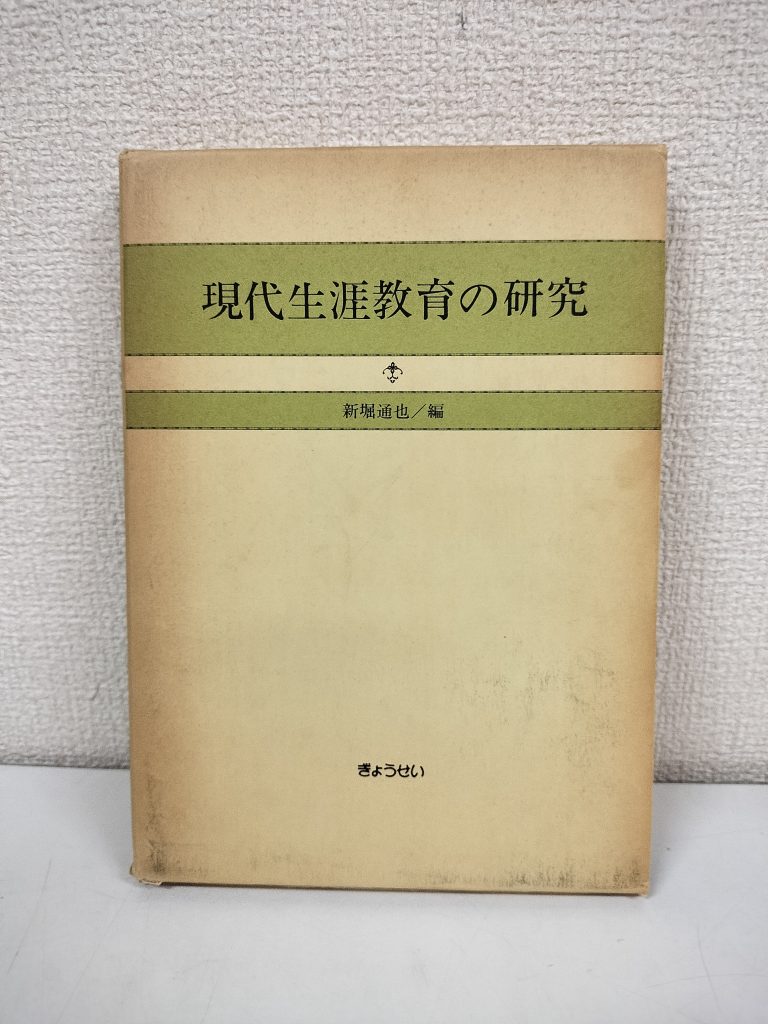 現代生涯教育の研究
新堀通也／編
ぎょうせい